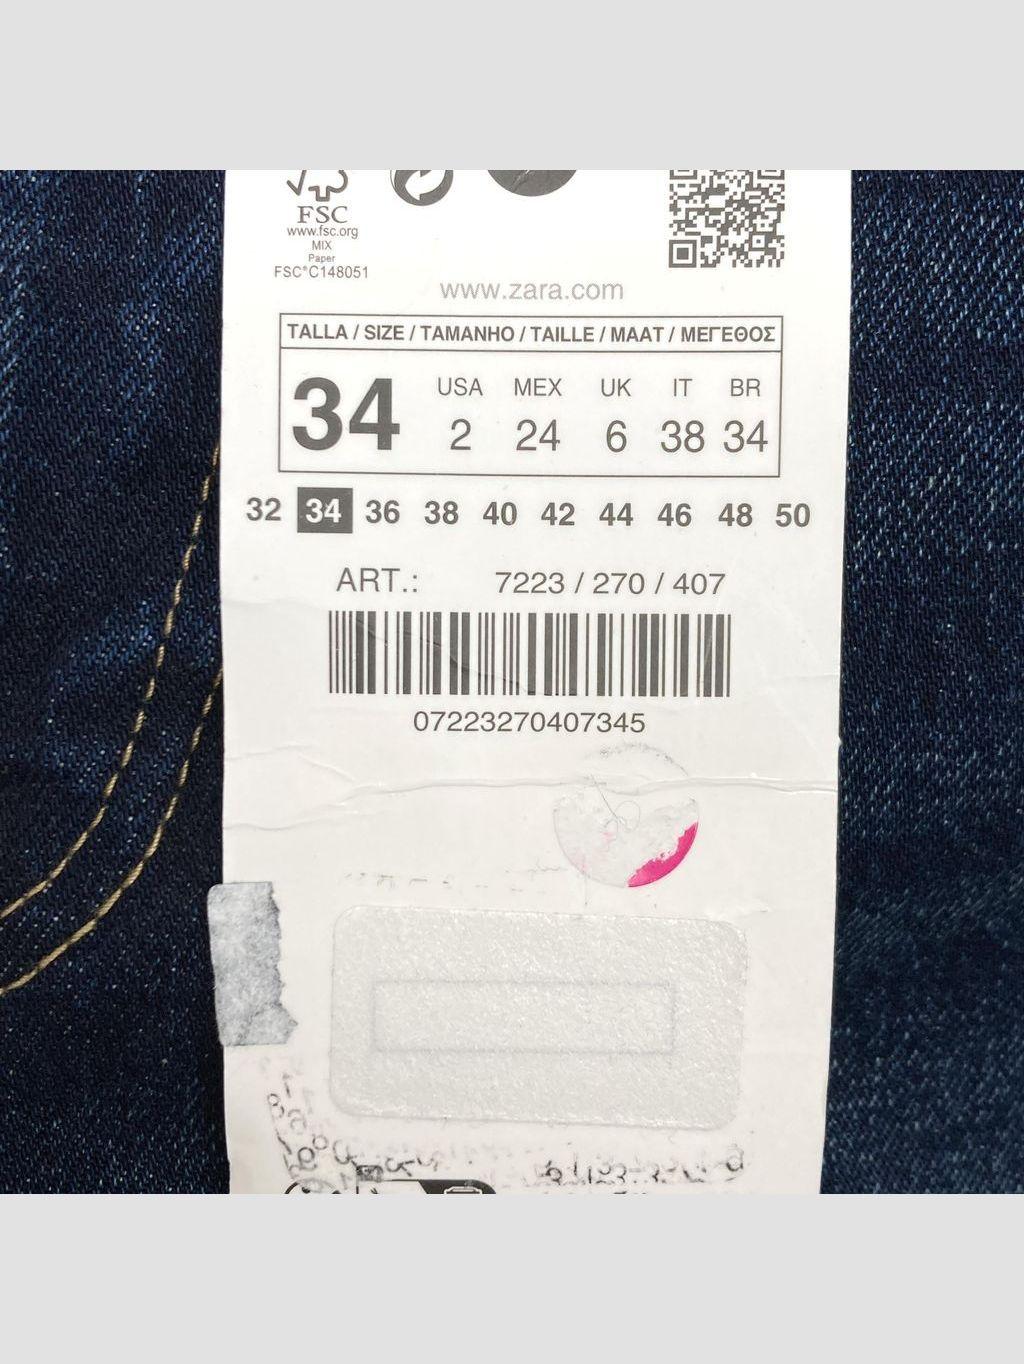 FSC
www.fsc.org
MIX
Paper
FSC® C148051
www.zara.com
TALLA / SIZE / TAMANHO / TAILLE / MAAT / ΜΕΓΕΘΟΣ
34
USA MEX UK IT BR
2 24 6 38 34
32 34 36 38 40 42 44 46 48 50
ART.: 7223 / 270 / 407
07223270407345